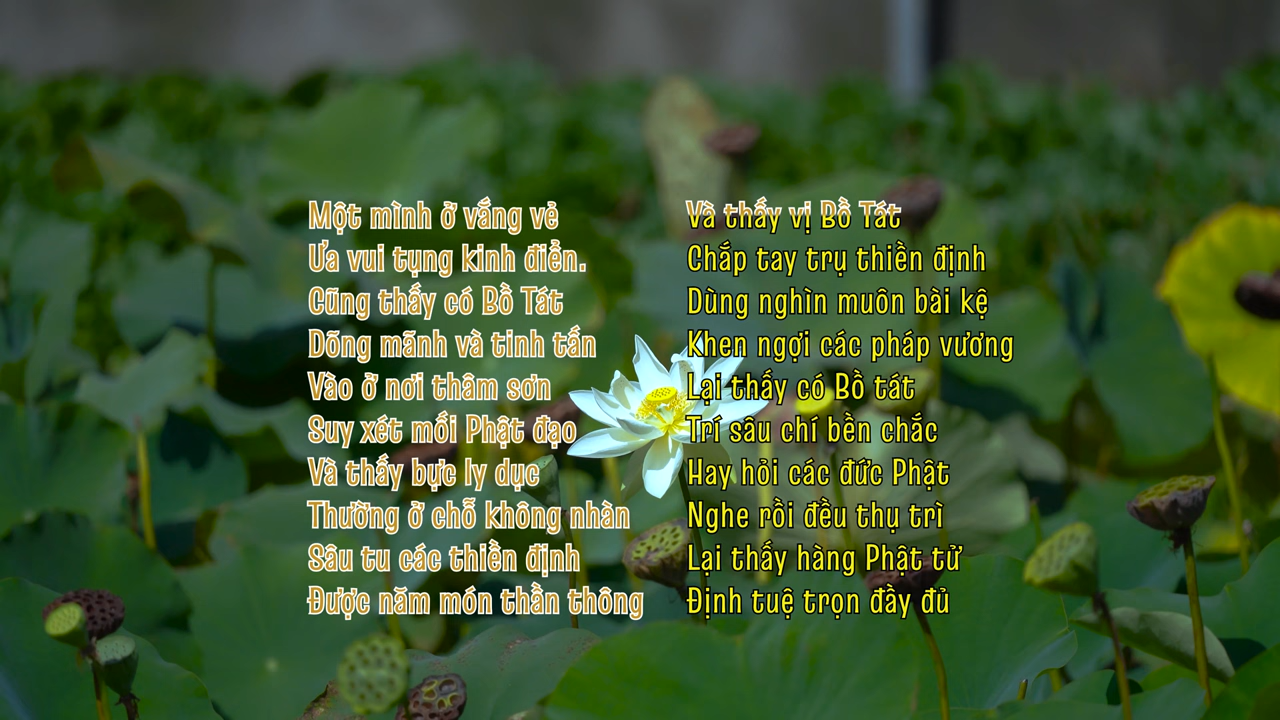 Một mình ở vắng vẻ
Ưa vui tụng kinh điển.
Cũng thấy có Bồ Tát
Dõng mãnh và tinh tấn
Vào ở nơi thâm sơn
Suy xét mối Phật đạo
Và thấy bực ly dục
Thường ở chỗ không nhàn
Sâu tu các thiền định
Được năm món thần thông
Và thấy vị Bồ Tát
Chắp tay trụ thiền định
Dùng nghìn muôn bài kệ
Khen ngợi các pháp vương
Lại thấy có Bồ tát
Trí sâu chí bền chắc
Hay hỏi các đức Phật
Nghe rồi đều thụ trì
Lại thấy hàng Phật tử
Định tuệ trọn đầy đủ